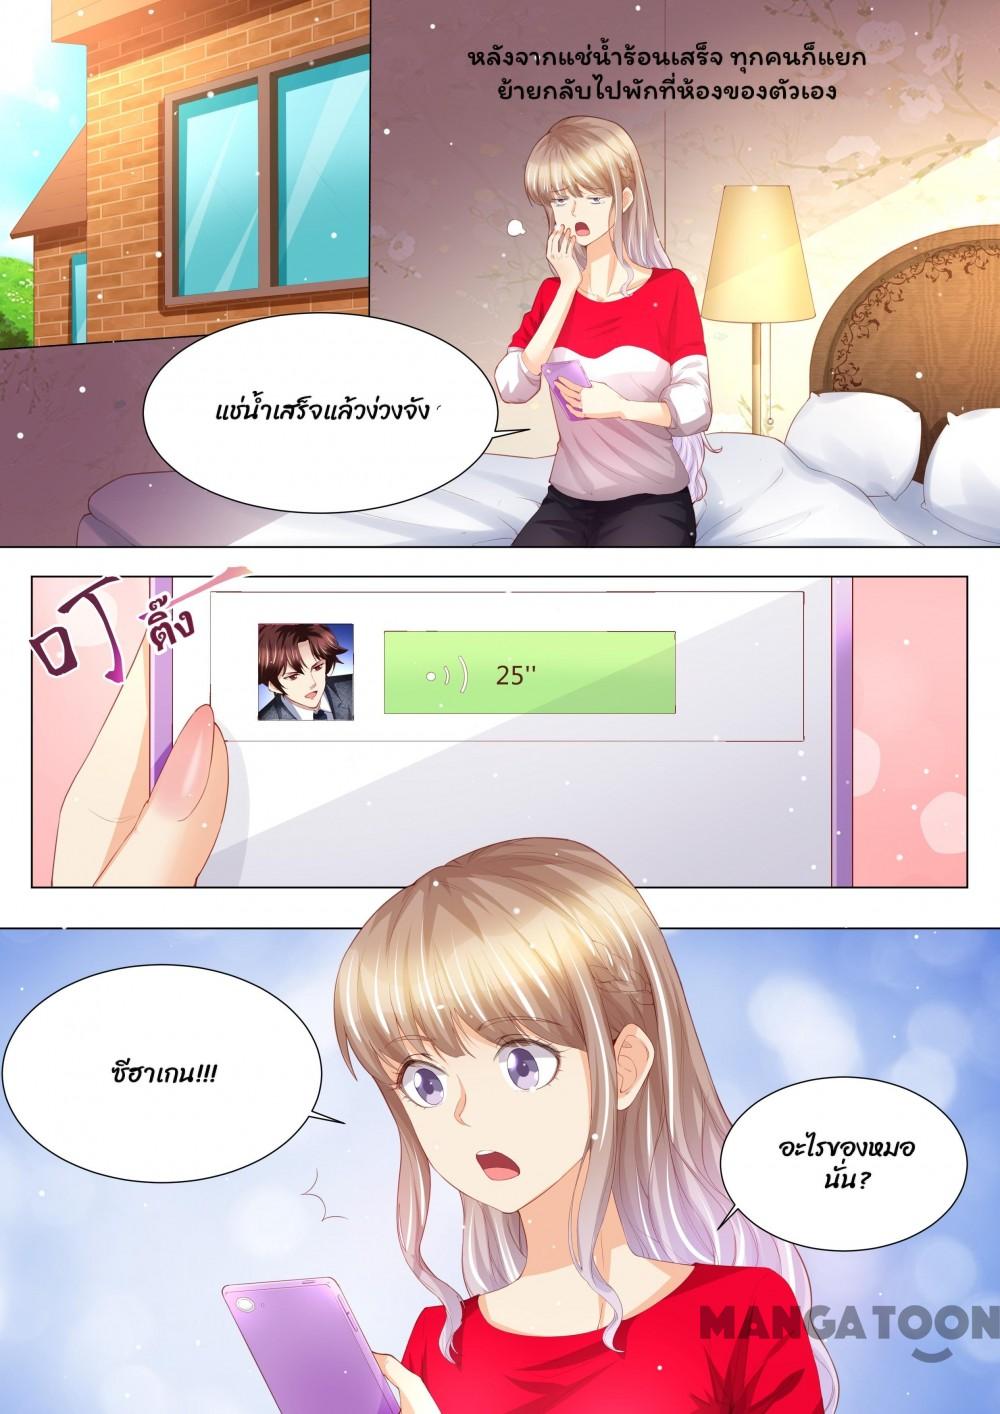 หลังจากแช่น้ำร้อนเสร็จ ทุกคนก็แยก
ย้ายกลับไปพักที่ห้องของตัวเอง
แช่น้ำเสร็จแล้วง่วงจัง
叮
ติ๊ง
25''
ซีฮาเกน!!!
อะไรของหมอ
นั่น?
MANGATOON